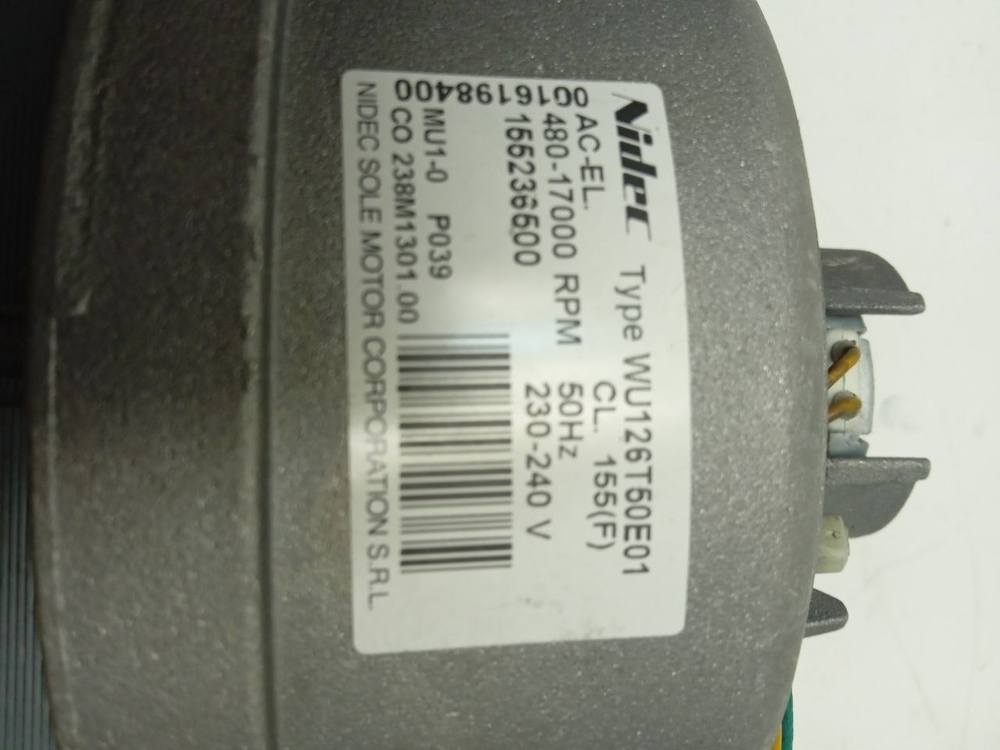 Nidec Type WU126T50E01
AC-EL. CL. 155(F)
480-17000 RPM 50Hz
155236500 230-240 V
0016198400
MU1-0 P039
CO 238M1301.00
NIDEC SOLE MOTOR CORPORATION S.R.L.